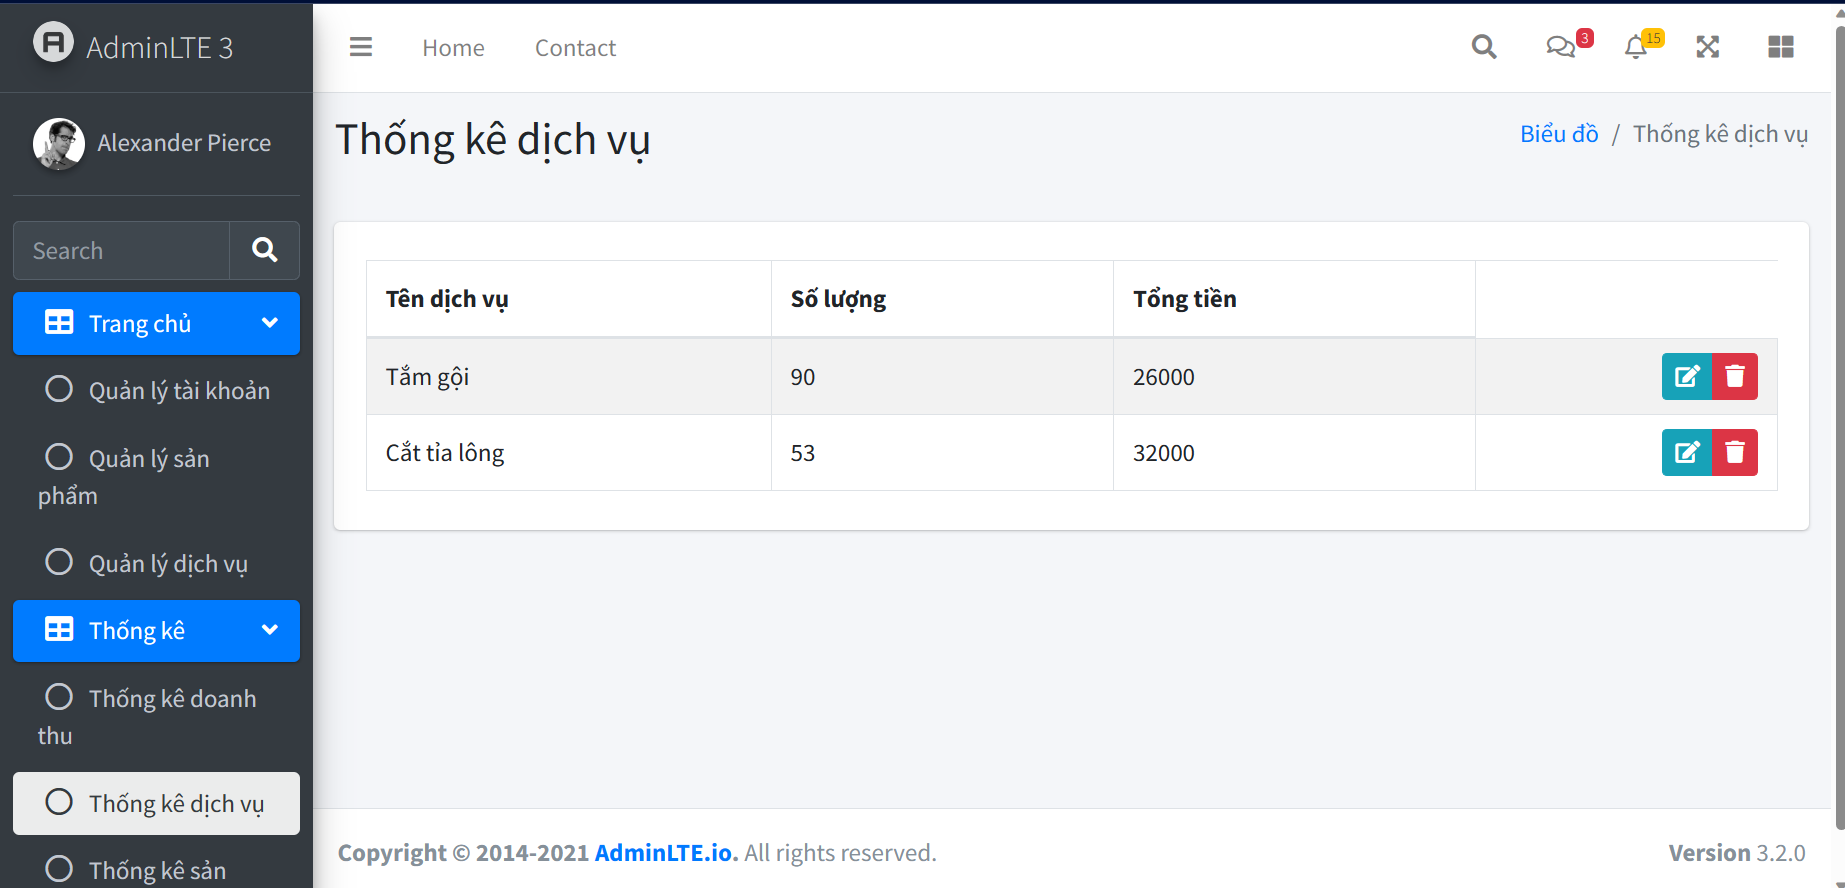 AdminLTE 3
Home
Contact
3
15
Alexander Pierce
Search
Trang chủ
Quản lý tài khoản
Quản lý sản
phẩm
Quản lý dịch vụ
Thống kê
Thống kê doanh
thu
Thống kê dịch vụ
Thống kê sản
Thống kê dịch vụ
Biểu đồ / Thống kê dịch vụ
Tên dịch vụ
Số lượng
Tổng tiền
Tắm gội
90
26000
Cắt tỉa lông
53
32000
Copyright © 2014-2021 AdminLTE.io. All rights reserved.
Version 3.2.0